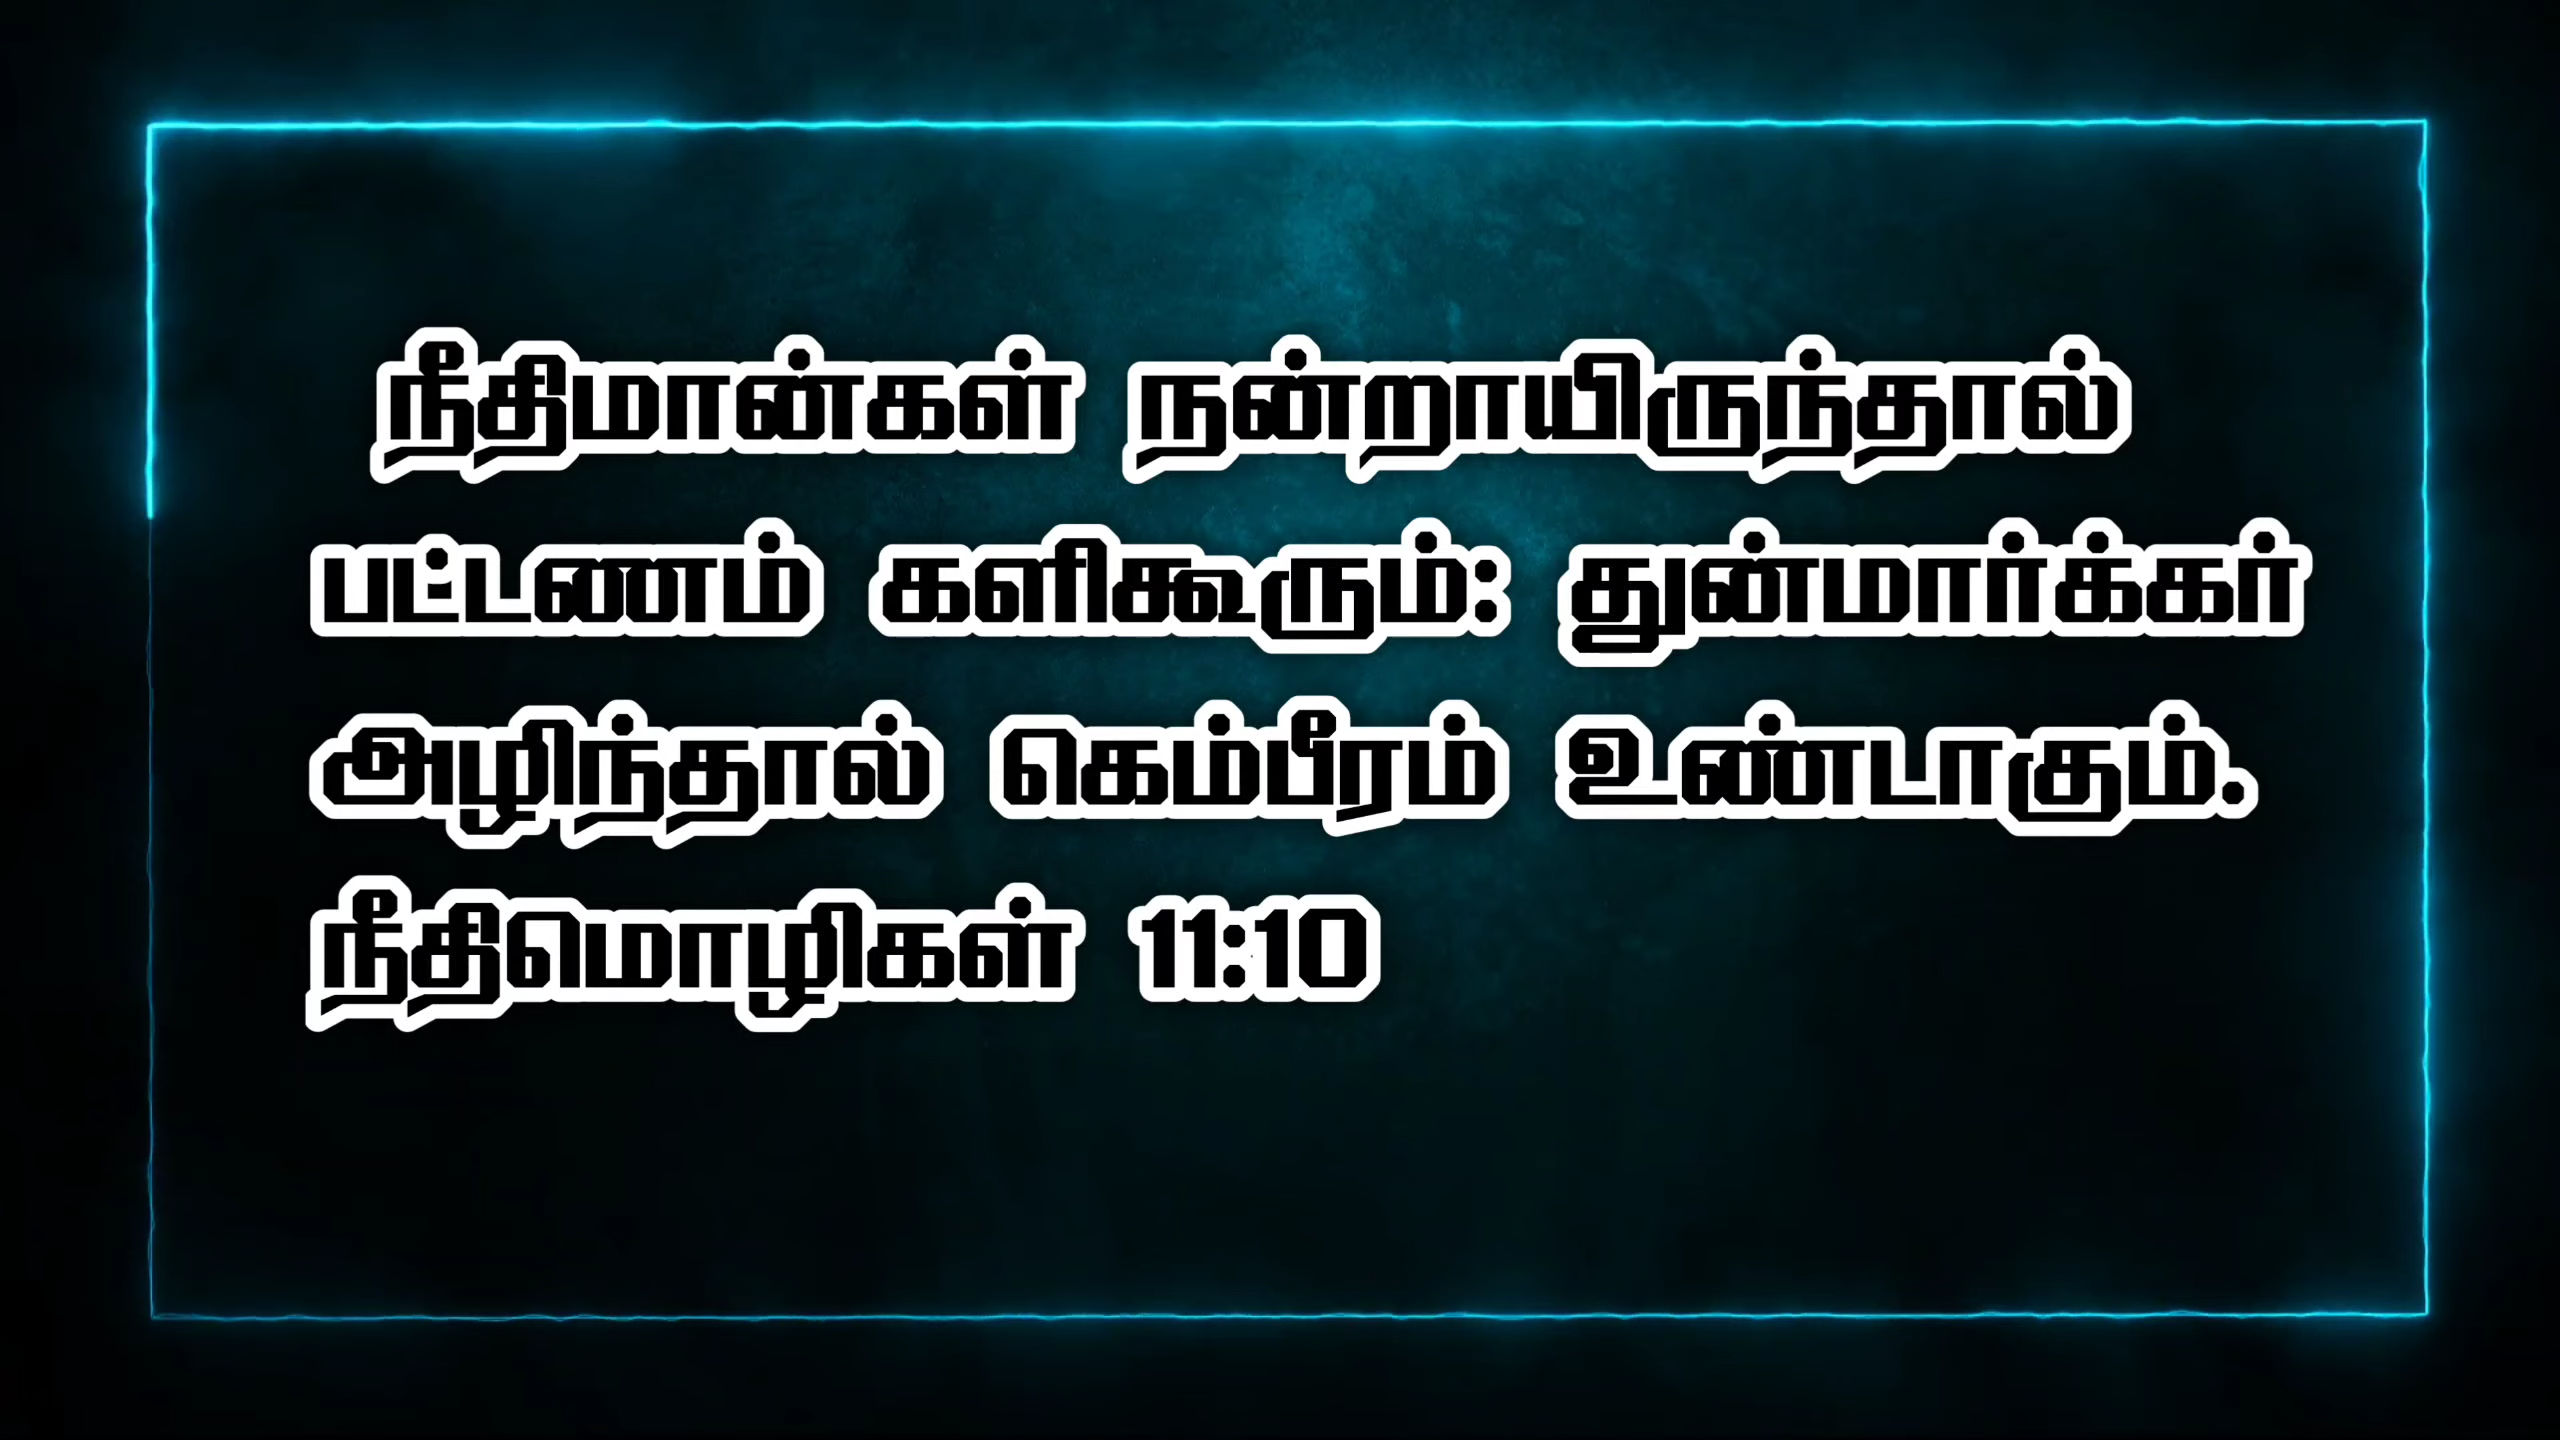 நீதிமான்கள் நன்றாயிருந்தால்
பட்டணம் களிகூரும்: துன்மார்க்கர்
அழிந்தால் கெம்பீரம் உண்டாகும்.
நீதிமொழிகள் 11:10